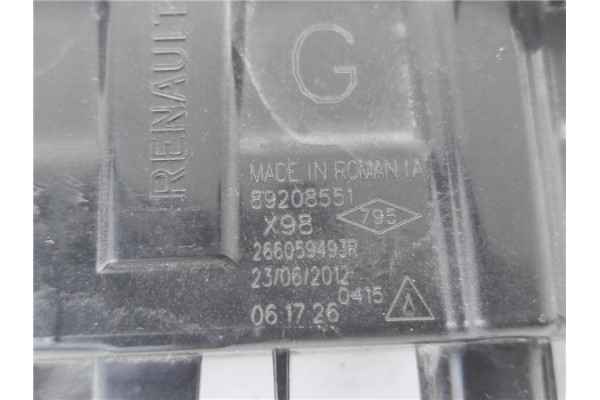 RENAULT
G
MADE IN ROMANIA
89208551
X98
795
266059493R
23/06/2012
0415
06.17.26